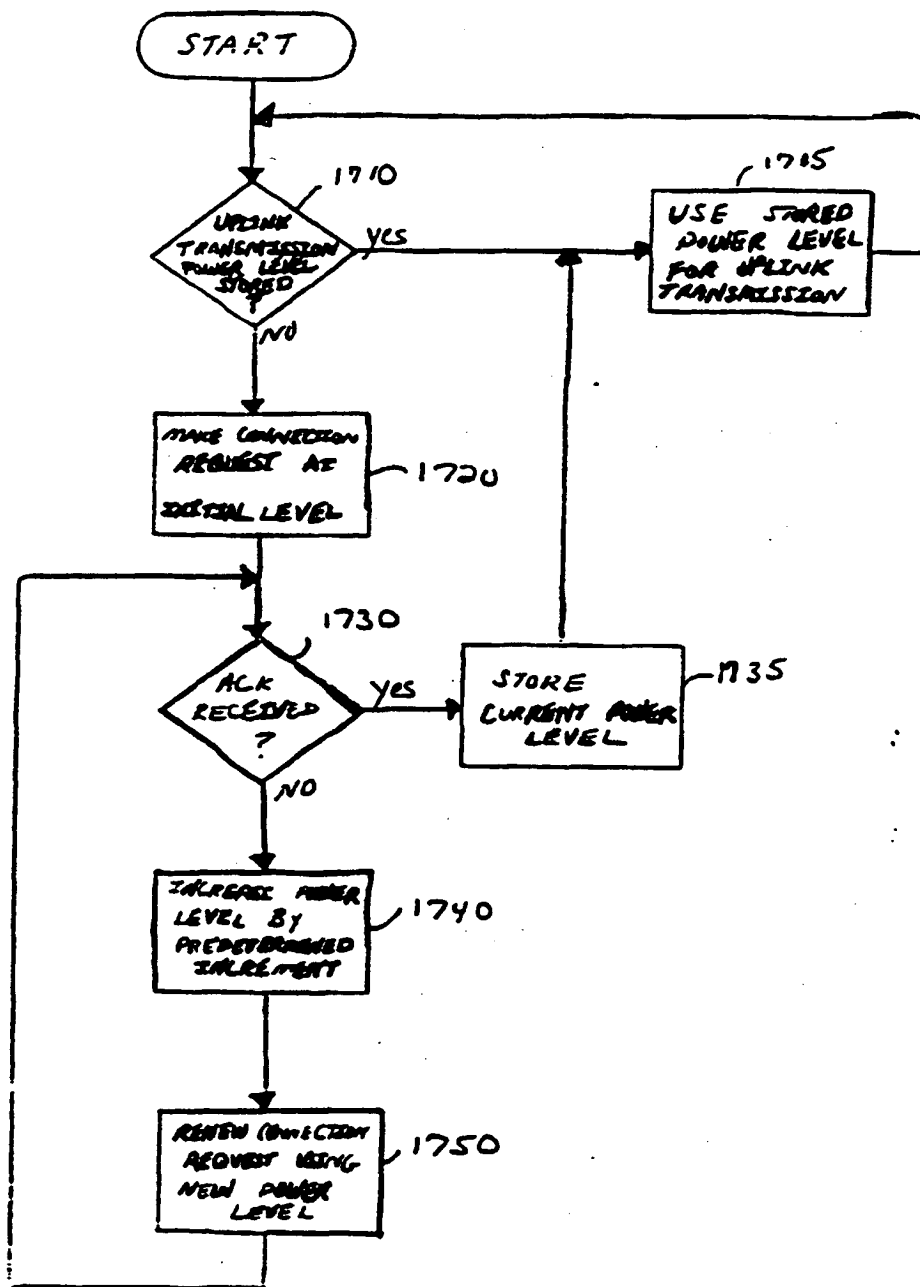 START
1710
1715
UPLINK
TRANSMISSION
POWER LEVEL
STORED
?
yes
USE STORED
POWER LEVEL
FOR UPLINK
TRANSMISSION
NO
MAKE CONNECTION
REQUEST AT
INITIAL LEVEL
1720
1730
ACK
RECEIVED
?
yes
STORE
CURRENT POWER
LEVEL
1735
NO
INCREASE POWER
LEVEL BY
PREDETERMINED
INCREMENT
1740
RENEW CONNECTION
REQUEST USING
NEW POWER
LEVEL
1750